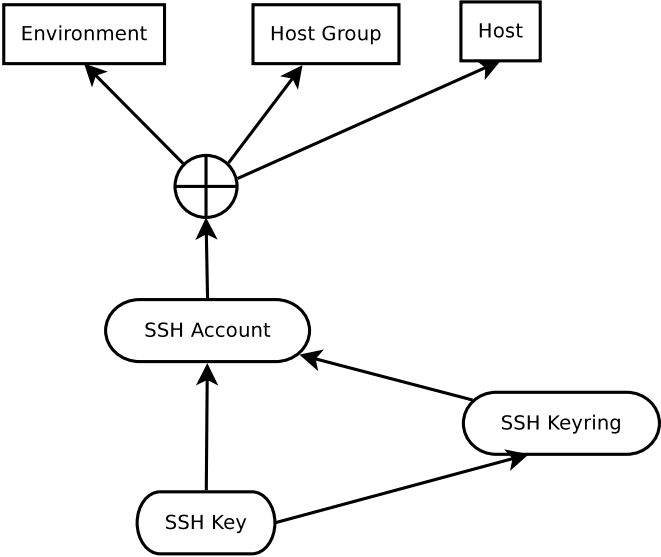 Environment
Host Group
Host
SSH Account
SSH Keyring
SSH Key